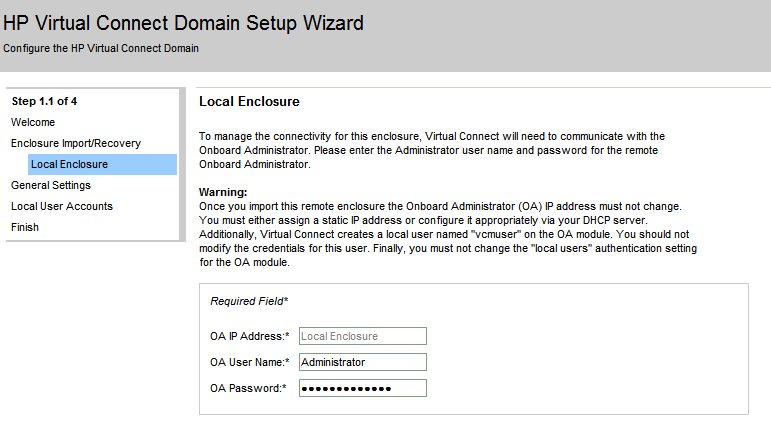 HP Virtual Connect Domain Setup Wizard
Configure the HP Virtual Connect Domain
Step 1.1 of 4
Welcome
Enclosure Import/Recovery
Local Enclosure
General Settings
Local User Accounts
Finish
Local Enclosure
To manage the connectivity for this enclosure, Virtual Connect will need to communicate with the
Onboard Administrator. Please enter the Administrator user name and password for the remote
Onboard Administrator.
Warning:
Once you import this remote enclosure the Onboard Administrator (OA) IP address must not change.
You must either assign a static IP address or configure it appropriately via your DHCP server.
Additionally, Virtual Connect creates a local user named "vcmuser" on the OA module. You should not
modify the credentials for this user. Finally, you must not change the "local users" authentication setting
for the OA module.
Required Field*
OA IP Address:* Local Enclosure
OA User Name:* Administrator
OA Password:* ●●●●●●●●●●●●●